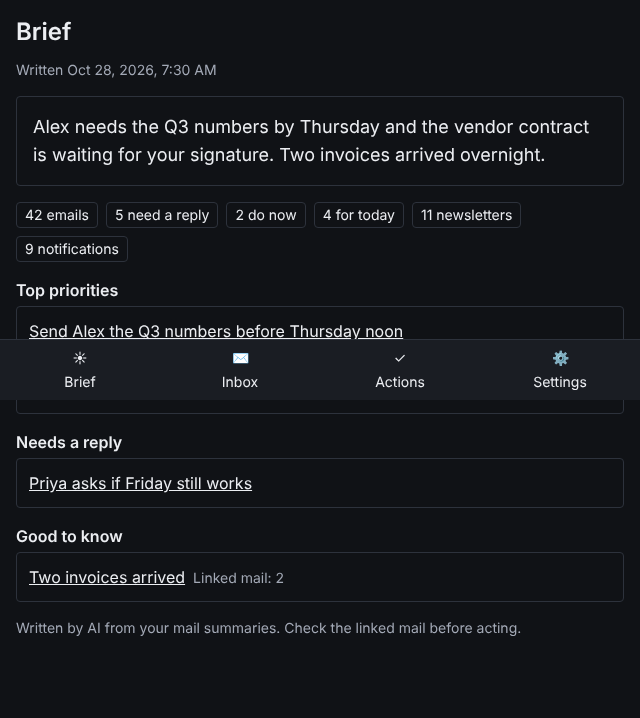 Brief
Written Oct 28, 2026, 7:30 AM
Alex needs the Q3 numbers by Thursday and the vendor contract
is waiting for your signature. Two invoices arrived overnight.
42 emails
5 need a reply
2 do now
4 for today
11 newsletters
9 notifications
Top priorities
Send Alex the Q3 numbers before Thursday noon
Brief
Inbox
Actions
Settings
Needs a reply
Priya asks if Friday still works
Good to know
Two invoices arrived Linked mail: 2
Written by AI from your mail summaries. Check the linked mail before acting.